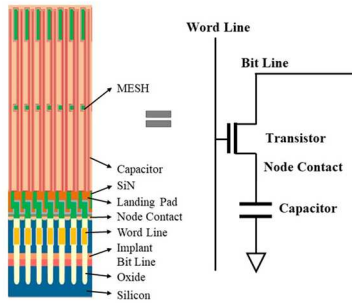 Word Line
Bit Line
MESH
Transistor
Node Contact
Capacitor
Capacitor
SiN
Landing Pad
Node Contact
Word Line
Implant
Bit Line
Oxide
Silicon